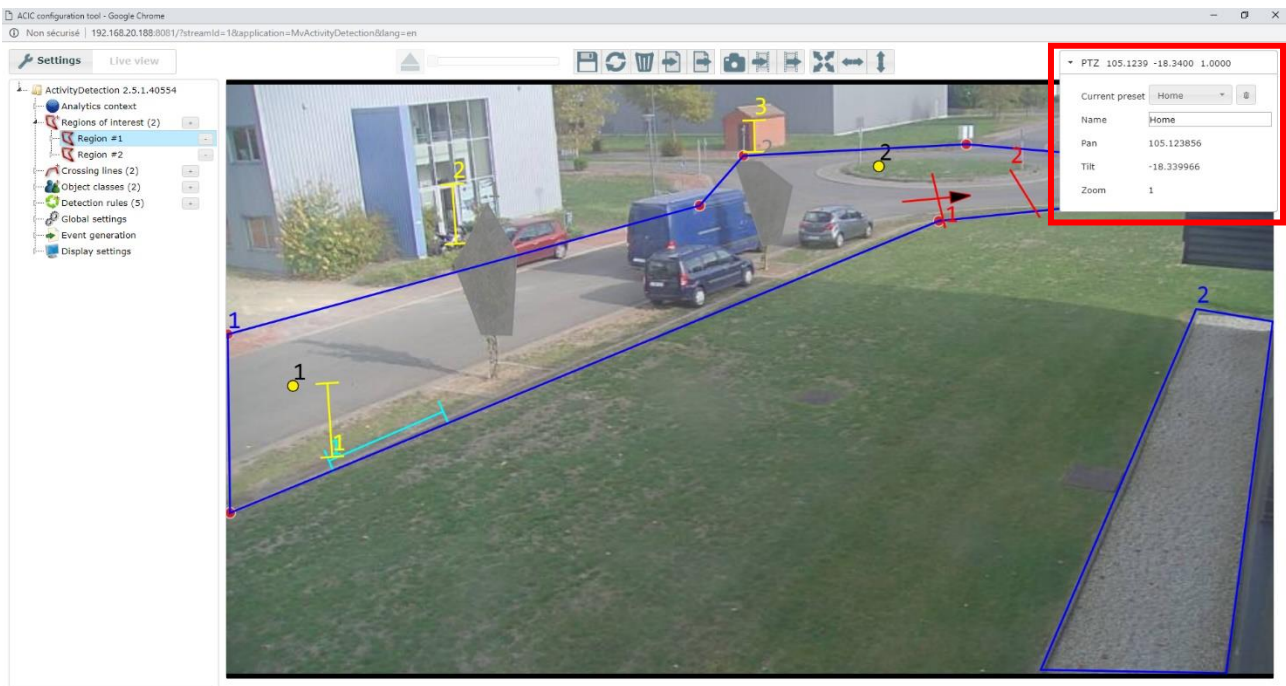 ACIC configuration tool - Google Chrome
Non sécurisé | 192.168.20.188:8081/?streamId=1&application=MvActivityDetection&lang=en
Settings Live view
PTZ 105.1239 -18.3400 1.0000
Current preset Home
Name Home
Pan 105.123856
Tilt -18.339966
Zoom 1
ActivityDetection 2.5.1.40554
Analytics context
Regions of interest (2)
Region #1
Region #2
Crossing lines (2)
Object classes (2)
Detection rules (5)
Global settings
Event generation
Display settings
3
2
2
2
2
1
1
2
1
1